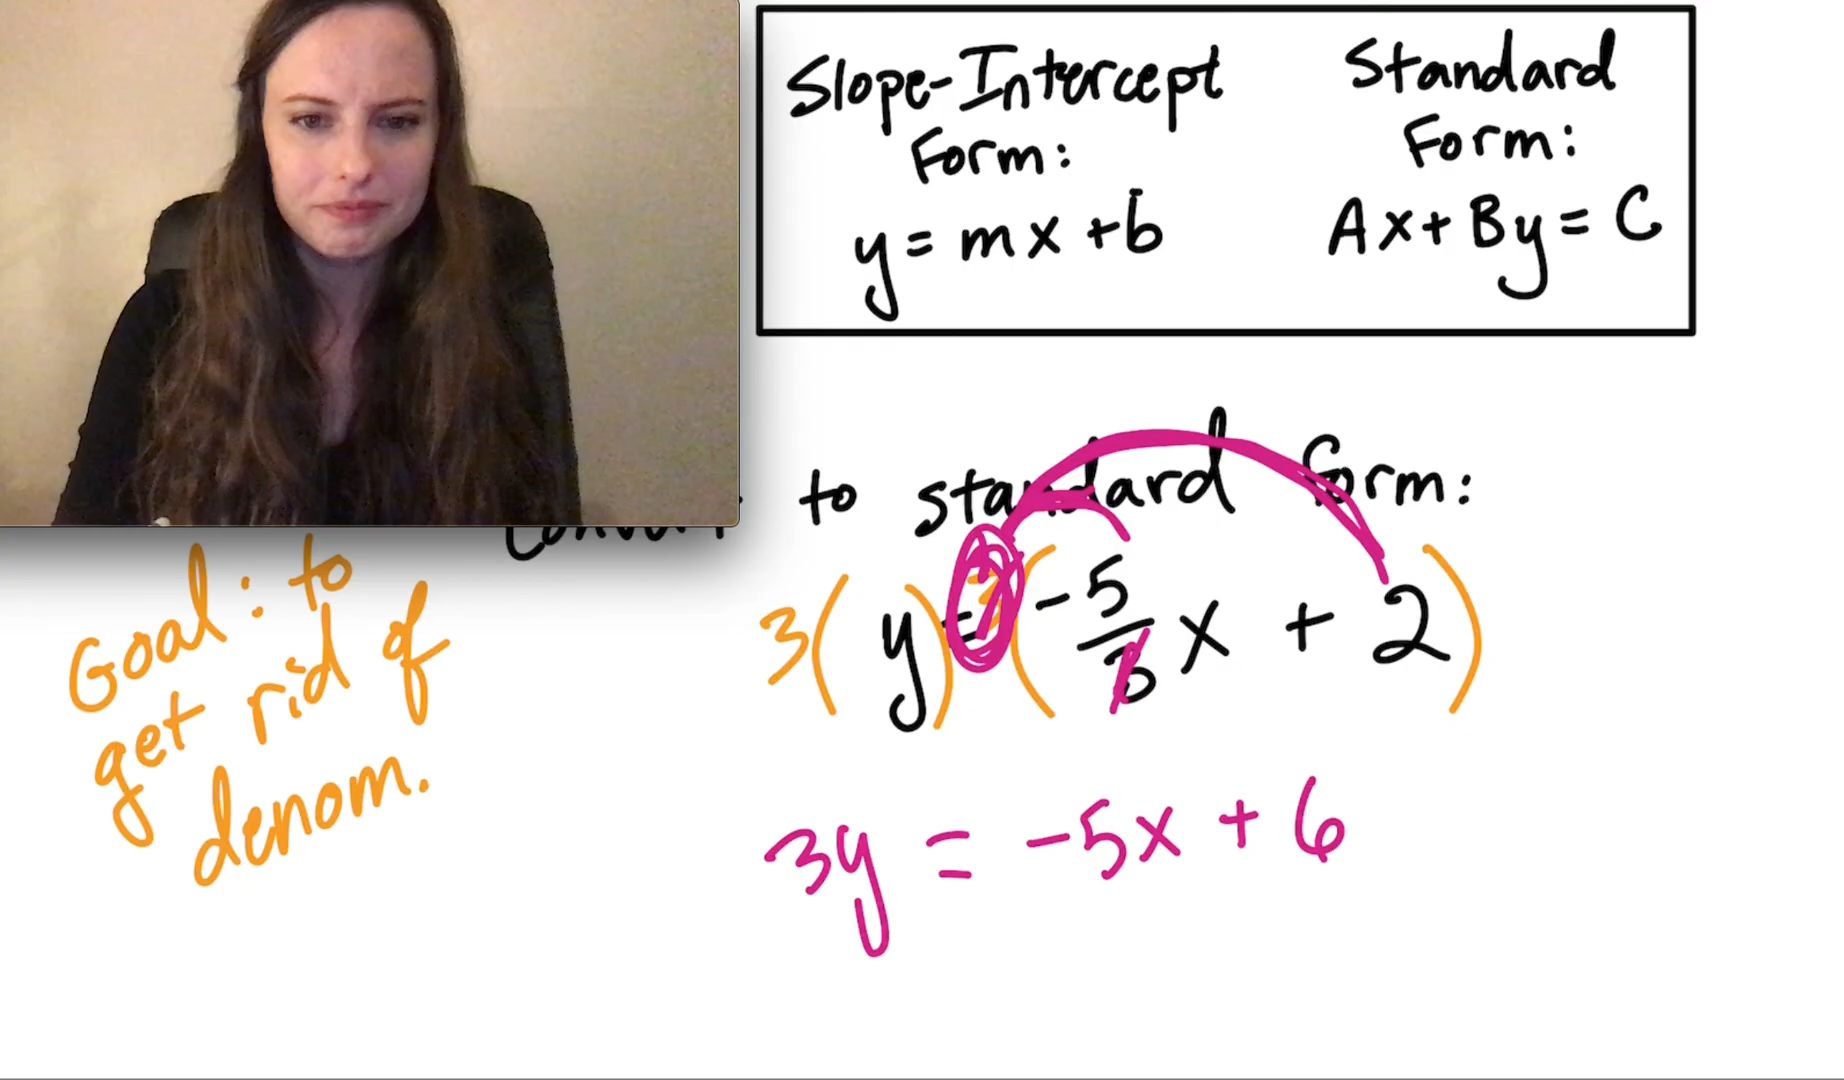 Slope-Intercept
Form:
y = mx + b
Standard
Form:
Ax + By = C
Convert to standard form:
Goal: to
get rid of
denom.
3( y) = 3( -5/3 x + 2 )
3y = -5x + 6